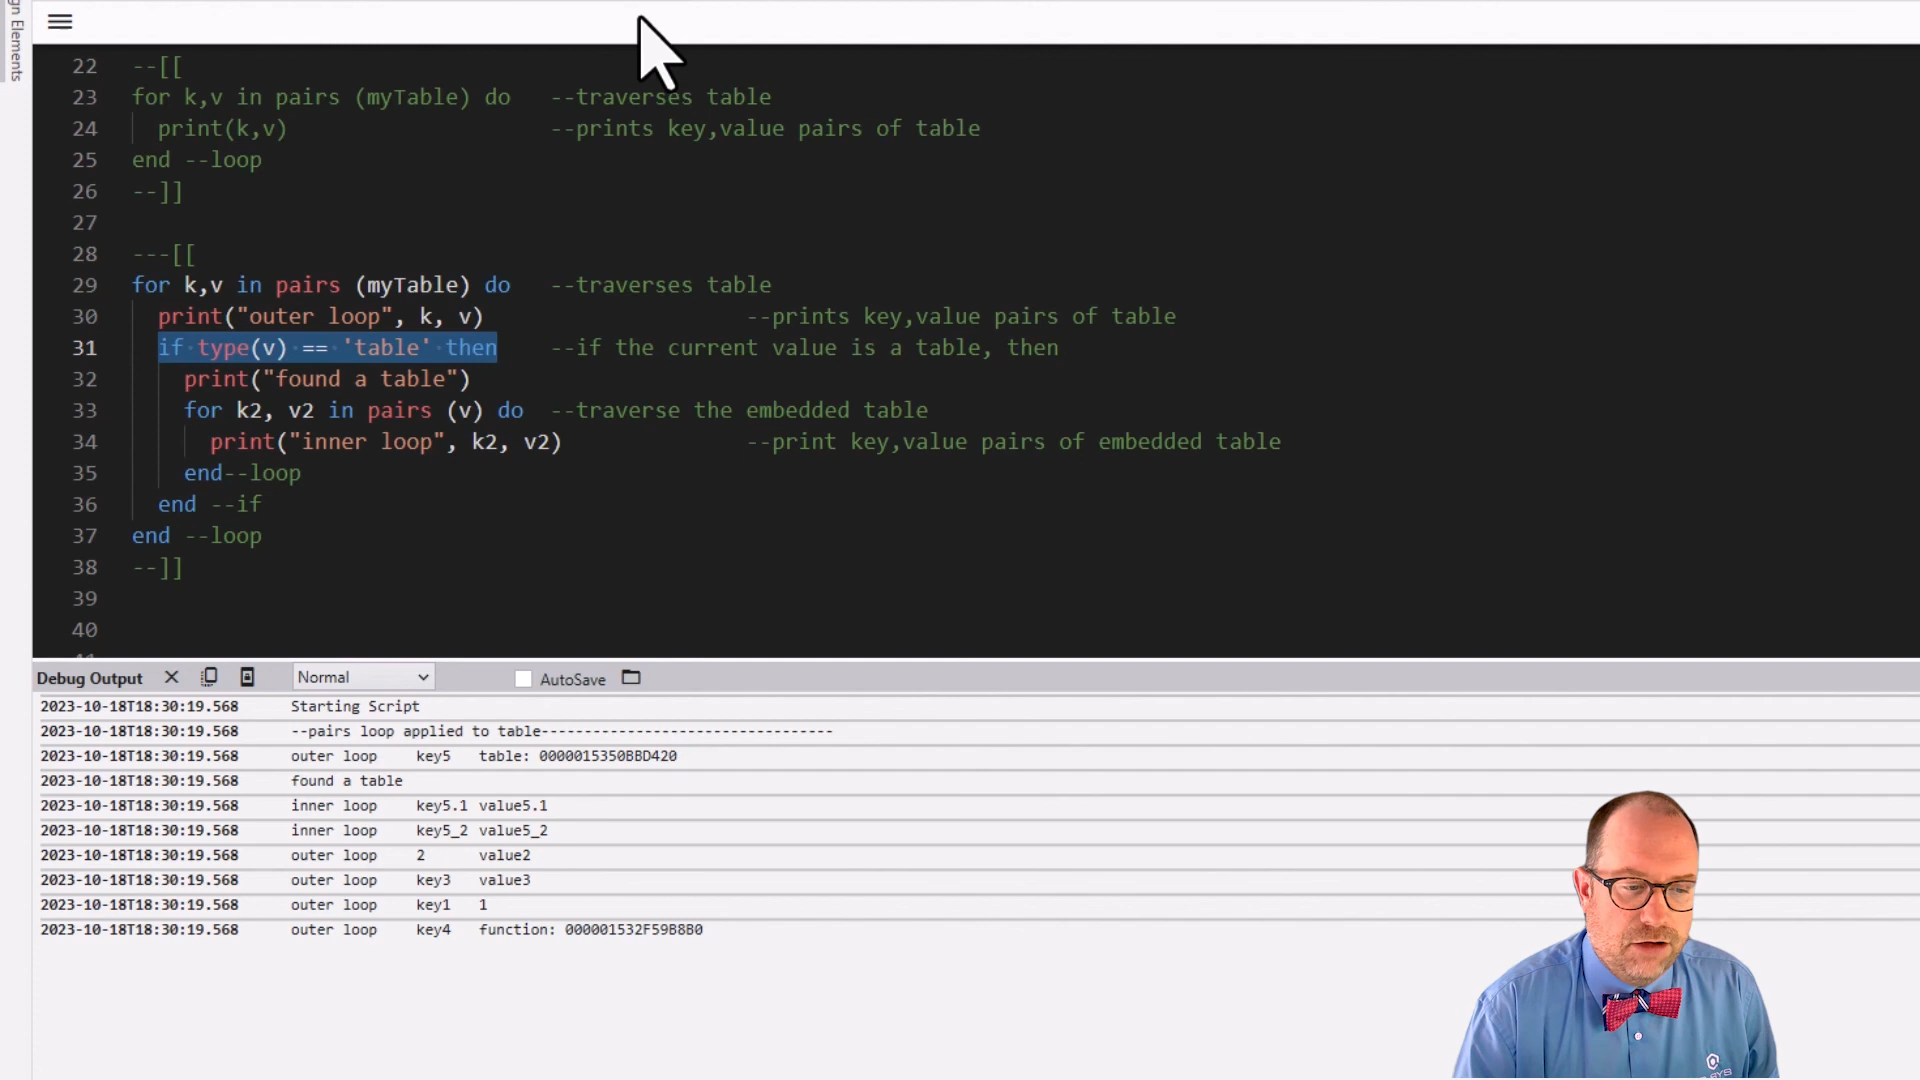 gn Elements
22 --[[
23 for k,v in pairs (myTable) do --traverses table
24 print(k,v) --prints key,value pairs of table
25 end --loop
26 --]]
27
28 ---[[
29 for k,v in pairs (myTable) do --traverses table
30 print("outer loop", k, v) --prints key,value pairs of table
31 if type(v) == 'table' then --if the current value is a table, then
32 print("found a table")
33 for k2, v2 in pairs (v) do --traverse the embedded table
34 print("inner loop", k2, v2) --print key,value pairs of embedded table
35 end--loop
36 end --if
37 end --loop
38 --]]
39
40
Debug Output Normal AutoSave
2023-10-18T18:30:19.568 Starting Script
2023-10-18T18:30:19.568 --pairs loop applied to table----------------------------------
2023-10-18T18:30:19.568 outer loop key5 table: 0000015350BBD420
2023-10-18T18:30:19.568 found a table
2023-10-18T18:30:19.568 inner loop key5.1 value5.1
2023-10-18T18:30:19.568 inner loop key5_2 value5_2
2023-10-18T18:30:19.568 outer loop 2 value2
2023-10-18T18:30:19.568 outer loop key3 value3
2023-10-18T18:30:19.568 outer loop key1 1
2023-10-18T18:30:19.568 outer loop key4 function: 000001532F59B8B0